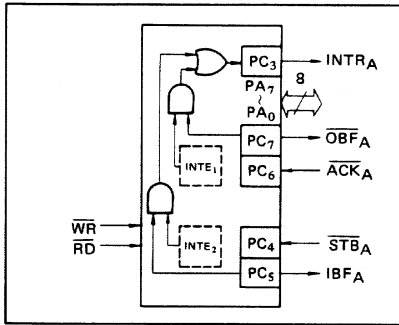 PC3 INTRA
PA7 8
~
PA0
PC7 OBFA
INTE1 PC6 ACKA
WR
RD
INTE2 PC4 STBA
PC5 IBFA